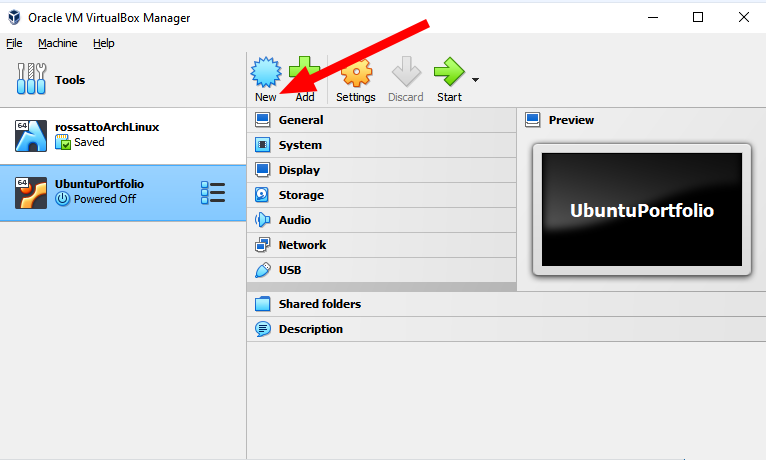 Oracle VM VirtualBox Manager
File Machine Help
Tools
New Add Settings Discard Start
64
rossattoArchLinux
Saved
64
UbuntuPortfolio
Powered Off
General
System
Display
Storage
Audio
Network
USB
Shared folders
Description
Preview
UbuntuPortfolio